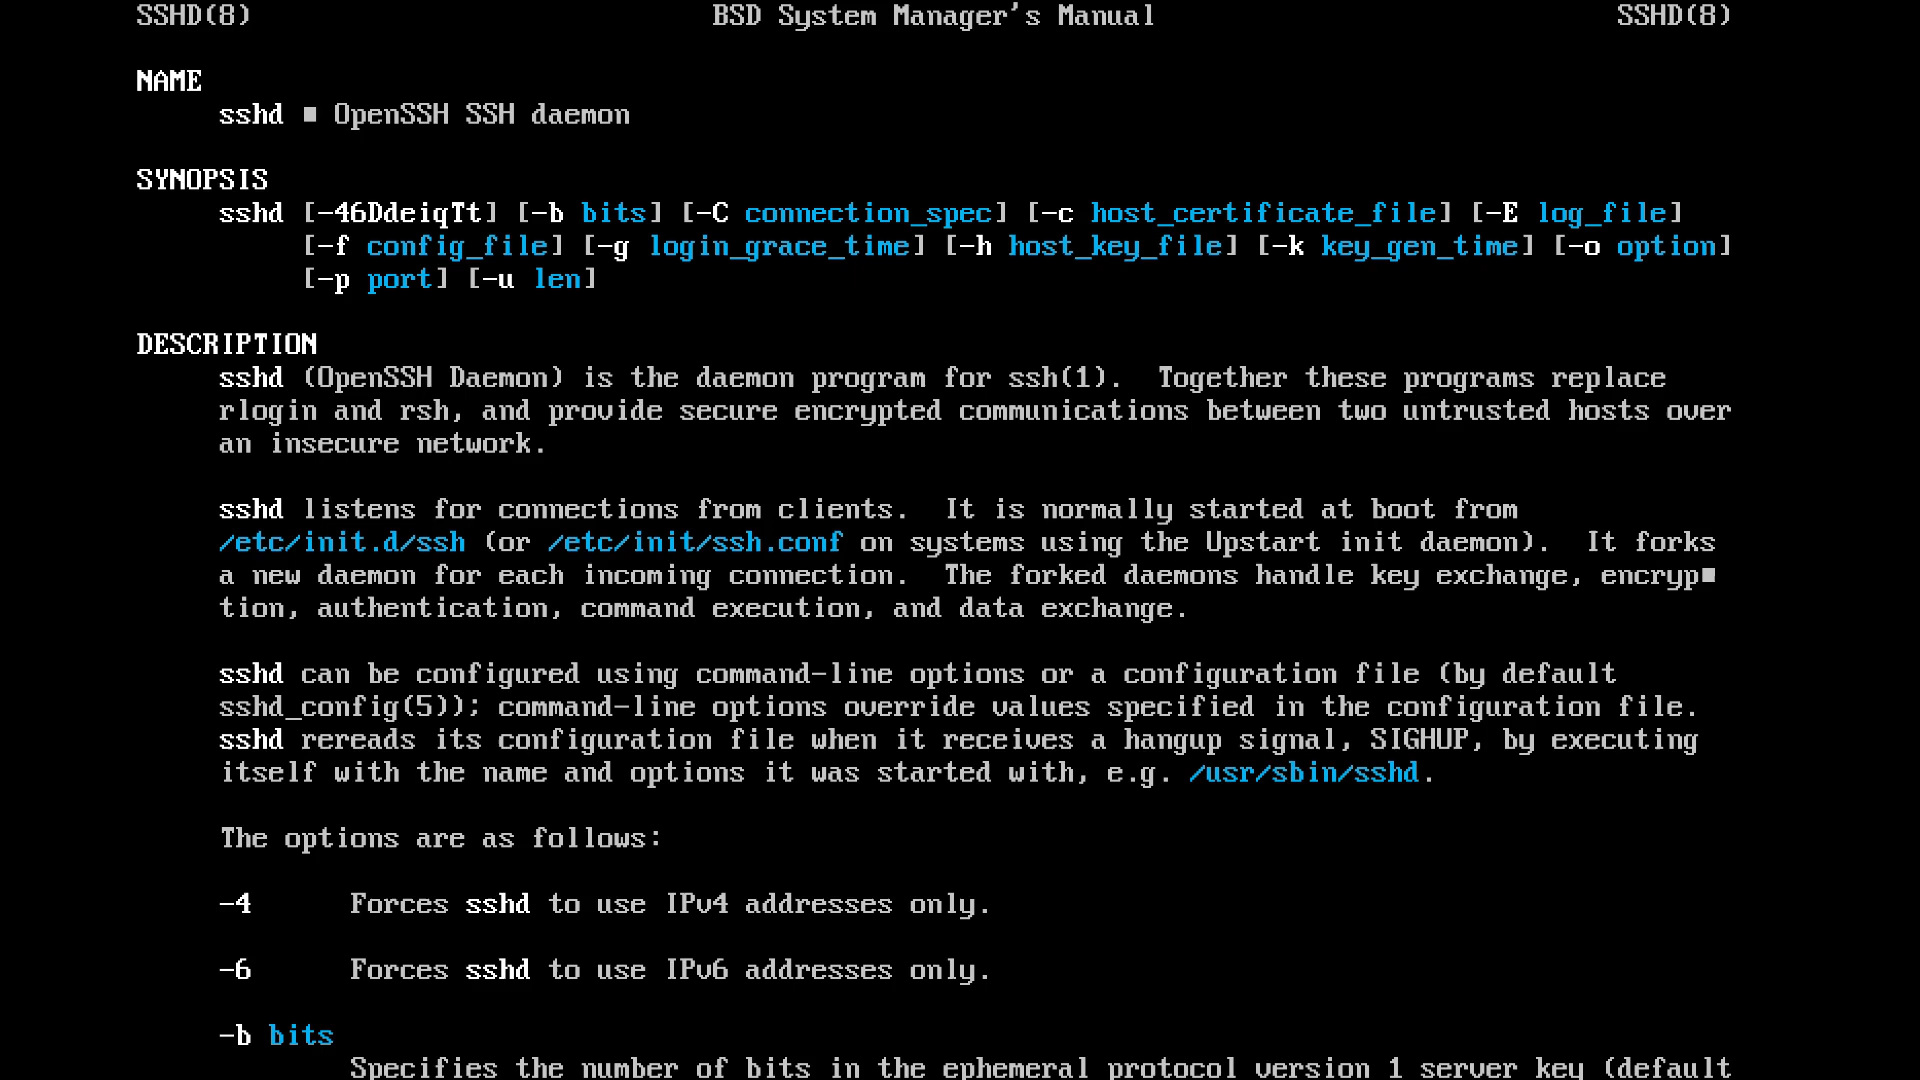 SSHD(8) BSD System Manager's Manual SSHD(8)
NAME
sshd ■ OpenSSH SSH daemon
SYNOPSIS
sshd [-46DdeiqTt] [-b bits] [-C connection_spec] [-c host_certificate_file] [-E log_file]
[-f config_file] [-g login_grace_time] [-h host_key_file] [-k key_gen_time] [-o option]
[-p port] [-u len]
DESCRIPTION
sshd (OpenSSH Daemon) is the daemon program for ssh(1).  Together these programs replace
rlogin and rsh, and provide secure encrypted communications between two untrusted hosts over
an insecure network.
sshd listens for connections from clients.  It is normally started at boot from
/etc/init.d/ssh (or /etc/init/ssh.conf on systems using the Upstart init daemon).  It forks
a new daemon for each incoming connection.  The forked daemons handle key exchange, encryp■
tion, authentication, command execution, and data exchange.
sshd can be configured using command-line options or a configuration file (by default
sshd_config(5)); command-line options override values specified in the configuration file.
sshd rereads its configuration file when it receives a hangup signal, SIGHUP, by executing
itself with the name and options it was started with, e.g. /usr/sbin/sshd.
The options are as follows:
-4 Forces sshd to use IPv4 addresses only.
-6 Forces sshd to use IPv6 addresses only.
-b bits
Specifies the number of bits in the ephemeral protocol version 1 server key (default